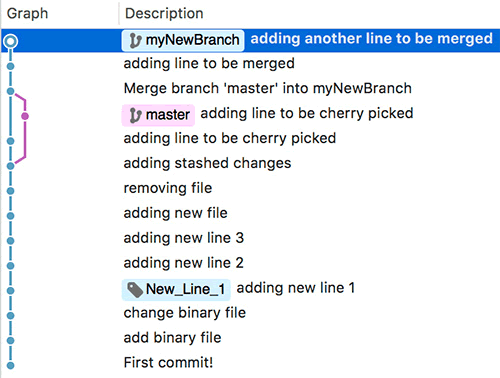 Graph Description
myNewBranch adding another line to be merged
adding line to be merged
Merge branch 'master' into myNewBranch
master adding line to be cherry picked
adding line to be cherry picked
adding stashed changes
removing file
adding new file
adding new line 3
adding new line 2
New_Line_1 adding new line 1
change binary file
add binary file
First commit!